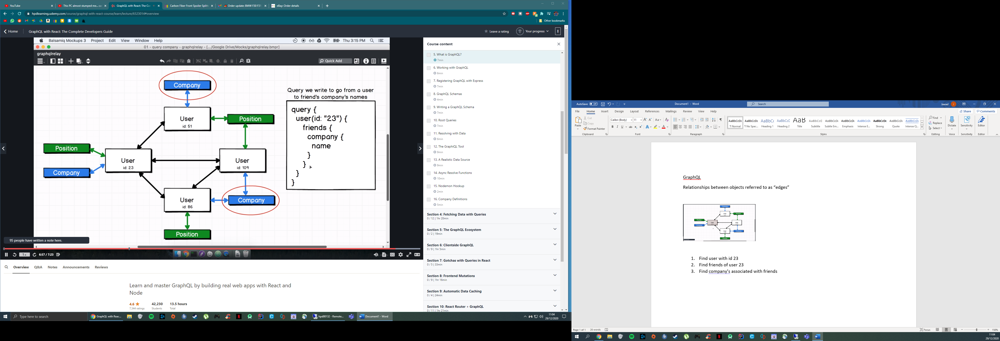 YouTube
This PC almost stumped me... ca
GraphQL with React: The Co
Carbon Fiber Front Spoiler Splitt
Order update: BMW F30 F31
eBay: Order details
hpdlearning.udemy.com/course/graphql-with-react-course/learn/lecture/6523014#overview
Other bookmarks
Home
GraphQL with React: The Complete Developers Guide
Leave a rating
Your progress
Balsamiq Mockups 3 Project Edit View Window Help
Thu 3:15 PM
01 - query company - graphqlrelay - [.../Google Drive/Mocks/graphqlrelay.bmpr]
graphqlrelay
Quick Add
Company
User
id: 51
Position
Position
Company
User
id: 23
User
id: 109
User
id: 86
Company
Position
Query we write to go from a user
to friend's company's names
query {
user(id: "23") {
friends {
company {
name
}
}
}
}
95 people have written a note here.
1x
6:57 / 7:23
Overview Q&A Notes Announcements Reviews
Learn and master GraphQL by building real web apps with React and
Node
4.6
7,344 ratings
42,230
Students
13.5 hours
Total
Course content
5. What is GraphQL?
7min
6. Working with GraphQL
6min
7. Registering GraphQL with Express
7min
8. GraphQL Schemas
4min
9. Writing a GraphQL Schema
7min
10. Root Queries
7min
11. Resolving with Data
6min
12. The GraphiQL Tool
9min
13. A Realistic Data Source
9min
14. Async Resolve Functions
10min
15. Nodemon Hookup
2min
16. Company Definitions
5min
Section 4: Fetching Data with Queries
0 / 12 | 1hr 20min
Section 5: The GraphQL Ecosystem
0 / 2 | 19min
Section 6: Clientside GraphQL
0 / 9 | 1hr 5min
Section 7: Gotchas with Queries in React
0 / 5 | 33min
Section 8: Frontend Mutations
0 / 9 | 1hr 16min
Section 9: Automatic Data Caching
0 / 4 | 24min
Section 10: React Router + GraphQL
0 / 11 | 1hr 21min
Type here to search
GraphQL with Reac...
hpd00132 - Remote...
Document1 - Word
11:04
29/12/2020
AutoSave Off
Document1 - Word
Search
Jawad J
File Home Insert Design Layout References Mailings Review View Help
Share
Comments
Paste
Cut
Copy
Format Painter
Clipboard
Calibri (Body) 11
Font
Paragraph
AaBbCcDc AaBbCcDc AaBbCc AaBbCcC AaB AaBbCcC AaBbCcDc AaBbCcDc AaBbCcDc AaBbCcDc AaBbCcDc AaBbCcDc
¶ Normal ¶ No Spac... Heading 1 Heading 2 Title Subtitle Subtle Em... Emphasis Intense E... Strong Quote Intense Q...
Styles
Find
Replace
Select
Editing
Dictate
Voice
Sensitivity
Sensitivity
Editor
Editor
GraphQL
Relationships between objects referred to as “edges”
Company
User
Position
Position
Company
User
User
User
Company
Position
1. Find user with id 23
2. Find friends of user 23
3. Find company’s associated with friends
Page 1 of 1 26 words
Focus
150%
11:04
29/12/2020